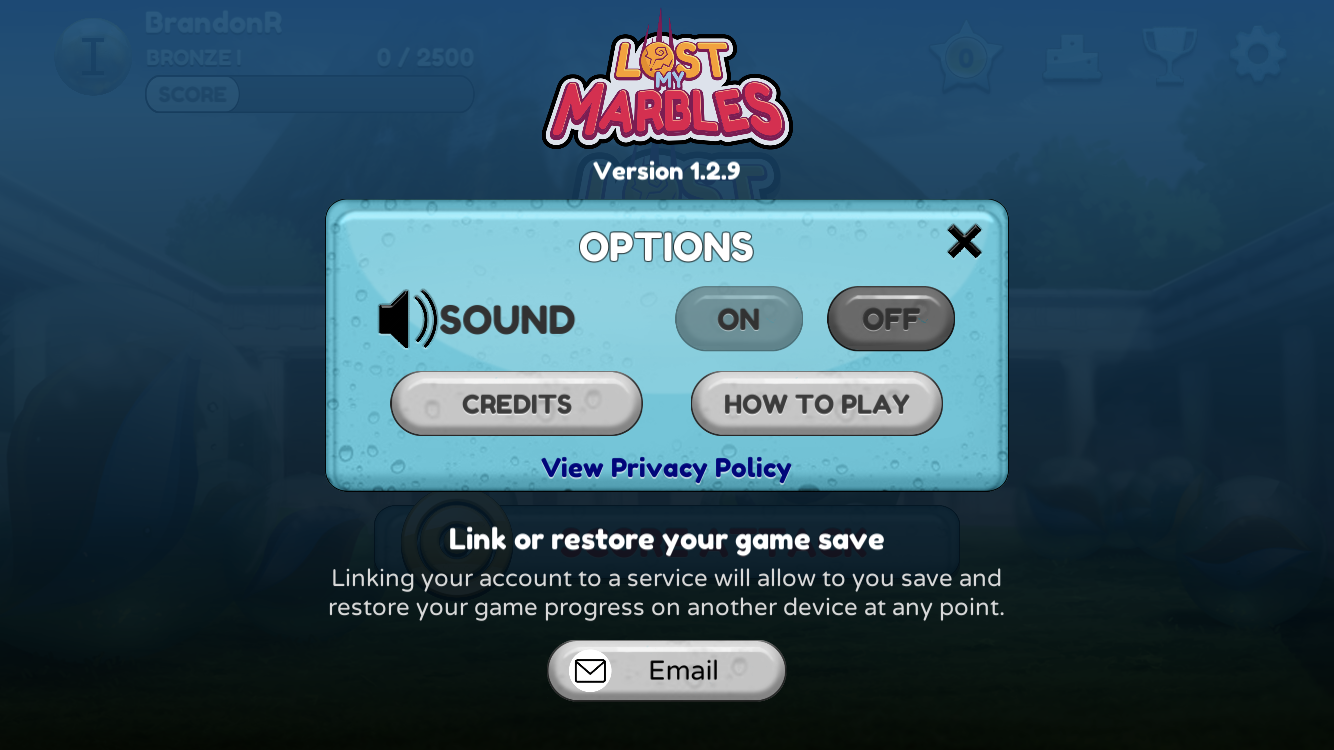 BrandonR
BRONZE I 0 / 2500
SCORE
0
LOST
MY
MARBLES
Version 1.2.9
OPTIONS
SOUND ON OFF
CREDITS HOW TO PLAY
View Privacy Policy
Link or restore your game save
Linking your account to a service will allow to you save and
restore your game progress on another device at any point.
Email